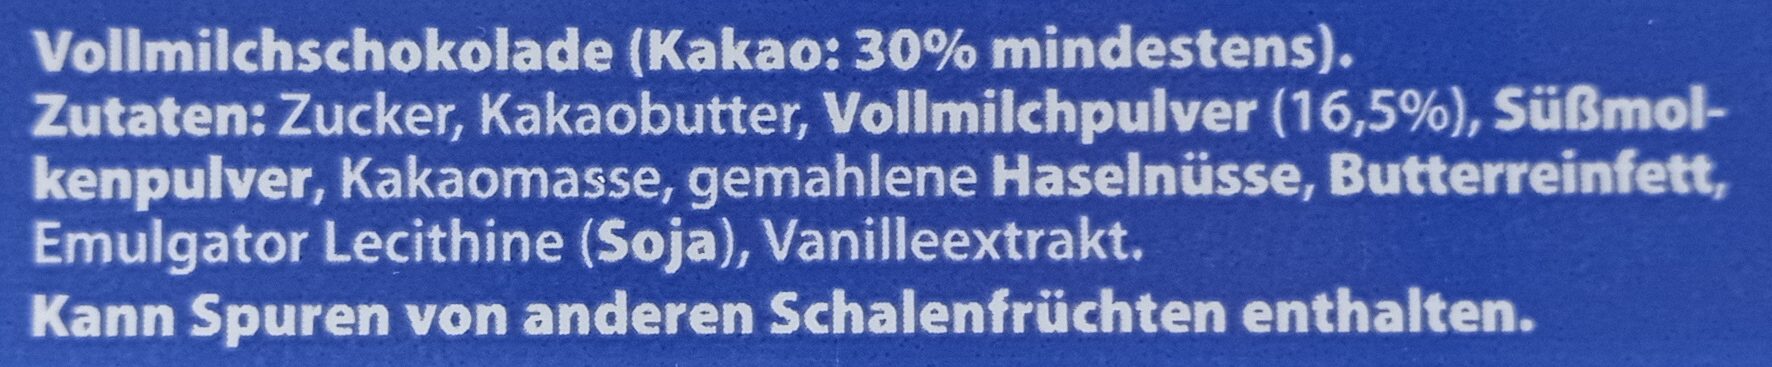 Vollmilchschokolade (Kakao: 30% mindestens).
Zutaten: Zucker, Kakaobutter, Vollmilchpulver (16,5%), Süßmol-
kenpulver, Kakaomasse, gemahlene Haselnüsse, Butterreinfett,
Emulgator Lecithine (Soja), Vanilleextrakt.
Kann Spuren von anderen Schalenfrüchten enthalten.